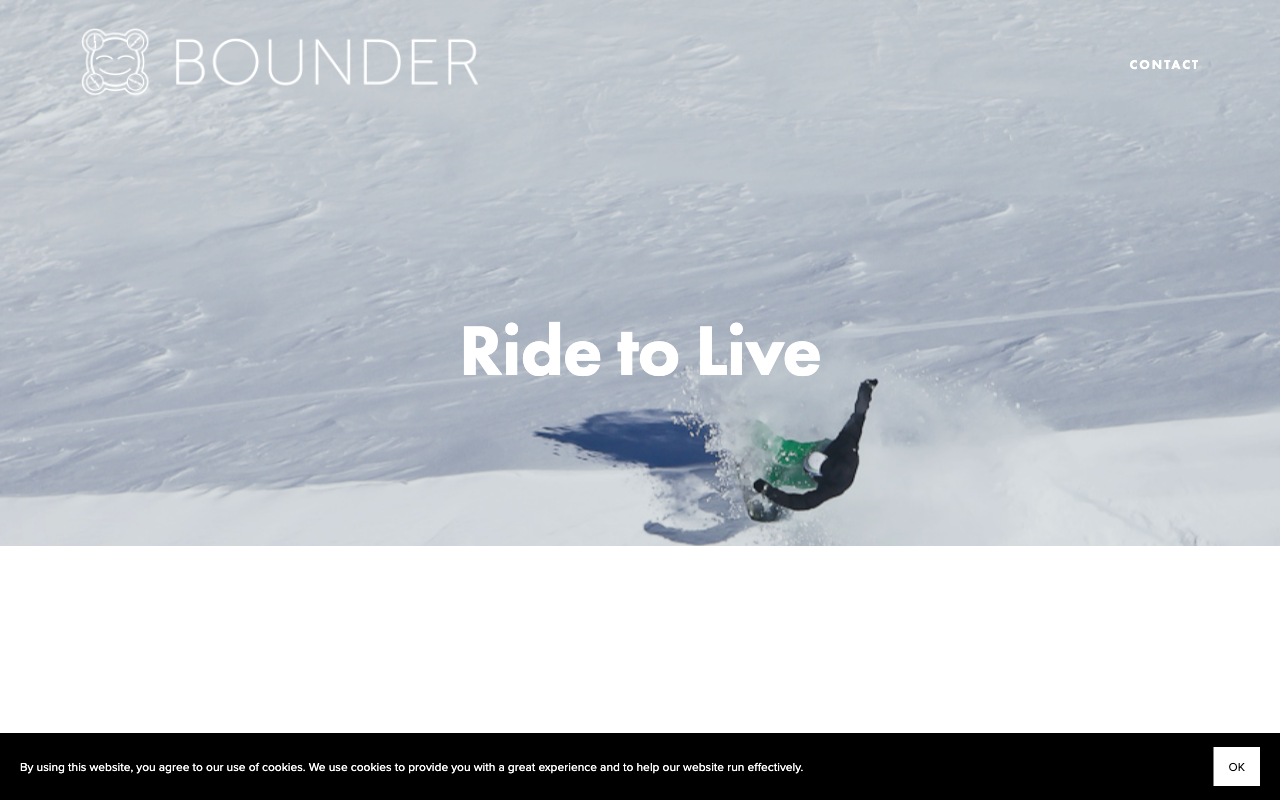 BOUNDER
CONTACT
Ride to Live
By using this website, you agree to our use of cookies. We use cookies to provide you with a great experience and to help our website run effectively.
OK